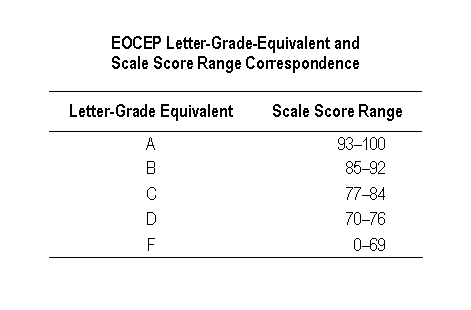 EOCEP Letter-Grade-Equivalent and
Scale Score Range Correspondence
Letter-Grade Equivalent Scale Score Range
A 93–100
B 85–92
C 77–84
D 70–76
F 0–69